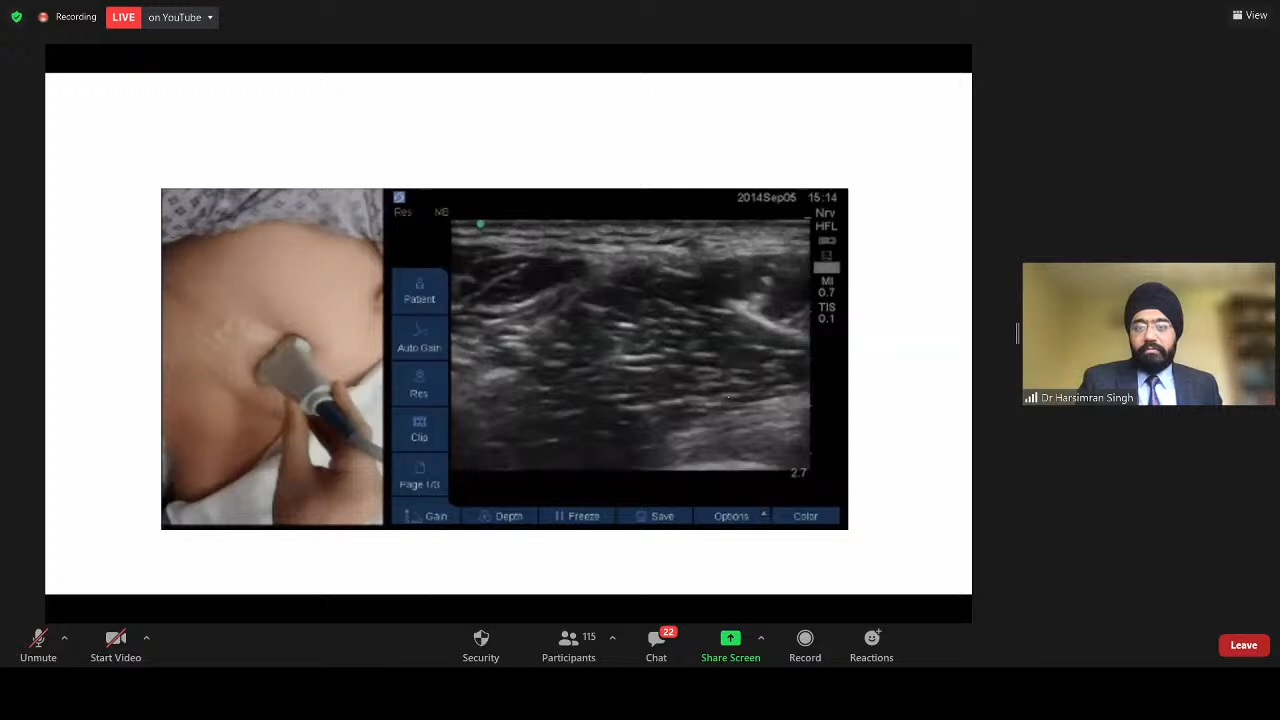 Recording
LIVE
on YouTube
View
2014Sep05 15:14
Res MB
Nrv
HFL
MI
0.7
TIS
0.1
Patient
Auto Gain
Res
Clip
Page 1/3
2.7
Gain
Depth
Freeze
Save
Options
Color
Dr Harsimran Singh
Unmute
Start Video
Security
Participants
115
Chat
22
Share Screen
Record
Reactions
Leave